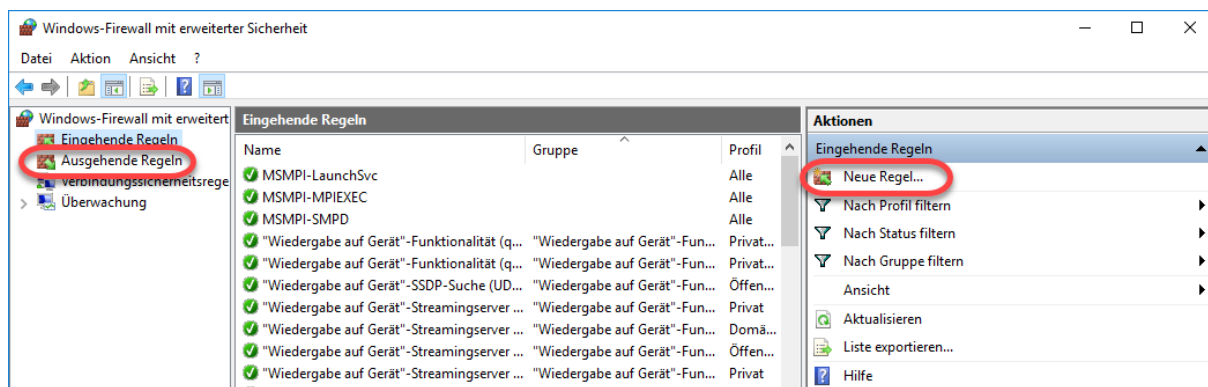 Windows-Firewall mit erweiterter Sicherheit
Datei Aktion Ansicht ?
Windows-Firewall mit erweitert
Eingehende Regeln
Ausgehende Regeln
Verbindungssicherheitsrege
Überwachung
Eingehende Regeln
Name Gruppe Profil
MSMPI-LaunchSvc Alle
MSMPI-MPIEXEC Alle
MSMPI-SMPD Alle
"Wiedergabe auf Gerät"-Funktionalität (q... "Wiedergabe auf Gerät"-Fun... Privat...
"Wiedergabe auf Gerät"-Funktionalität (q... "Wiedergabe auf Gerät"-Fun... Privat...
"Wiedergabe auf Gerät"-SSDP-Suche (UD... "Wiedergabe auf Gerät"-Fun... Öffen...
"Wiedergabe auf Gerät"-Streamingserver ... "Wiedergabe auf Gerät"-Fun... Privat
"Wiedergabe auf Gerät"-Streamingserver ... "Wiedergabe auf Gerät"-Fun... Domä...
"Wiedergabe auf Gerät"-Streamingserver ... "Wiedergabe auf Gerät"-Fun... Öffen...
"Wiedergabe auf Gerät"-Streamingserver ... "Wiedergabe auf Gerät"-Fun... Privat
Aktionen
Eingehende Regeln
Neue Regel...
Nach Profil filtern
Nach Status filtern
Nach Gruppe filtern
Ansicht
Aktualisieren
Liste exportieren...
Hilfe